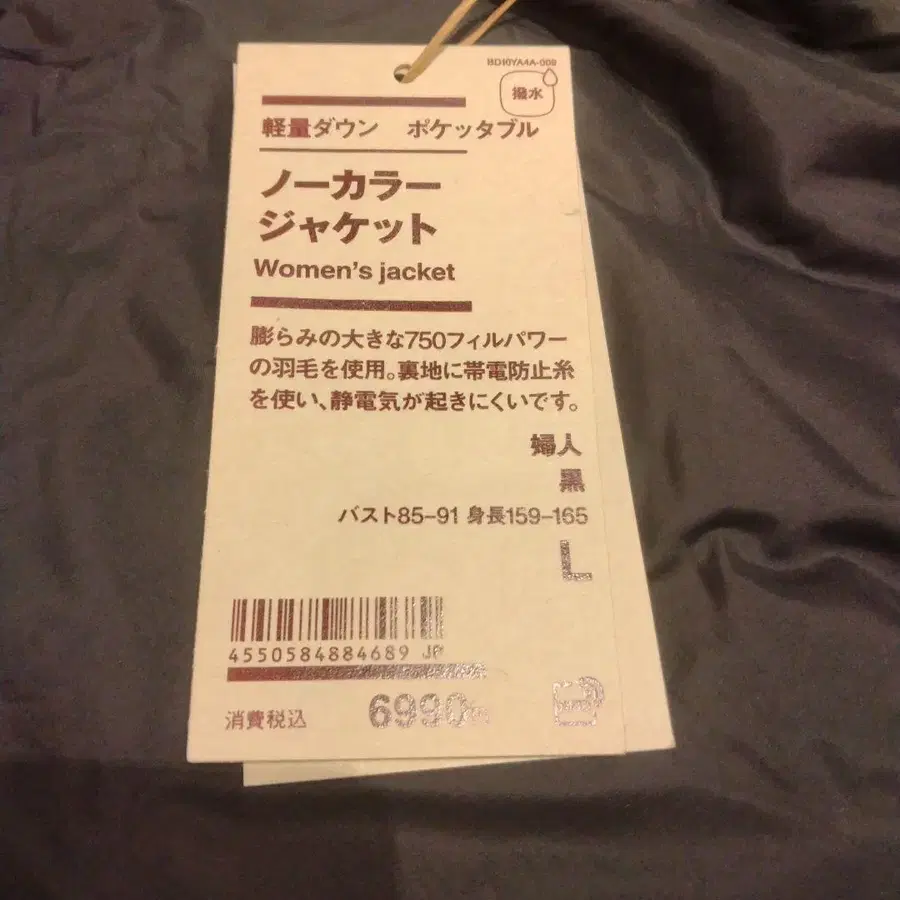 撥水
軽量ダウン ポケッタブル
ノーカラー
ジャケット
Women's jacket
膨らみの大きな750フィルパワー
の羽毛を使用。裏地に帯電防止糸
を使い、静電気が起きにくいです。
婦人
黒
バスト85-91 身長159-165
L
4550584884689 JP
消費税込 6990